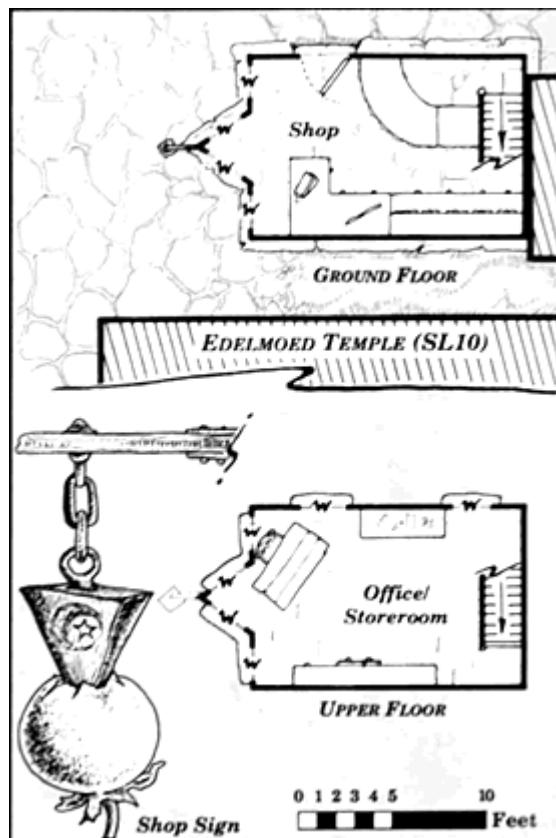 W
W
Shop
W
W
GROUND FLOOR
EDELMOED TEMPLE (SL10)
W
W
W
W
Office/
Storeroom
W
W
UPPER FLOOR
0 1 2 3 4 5 10
Feet
Shop Sign